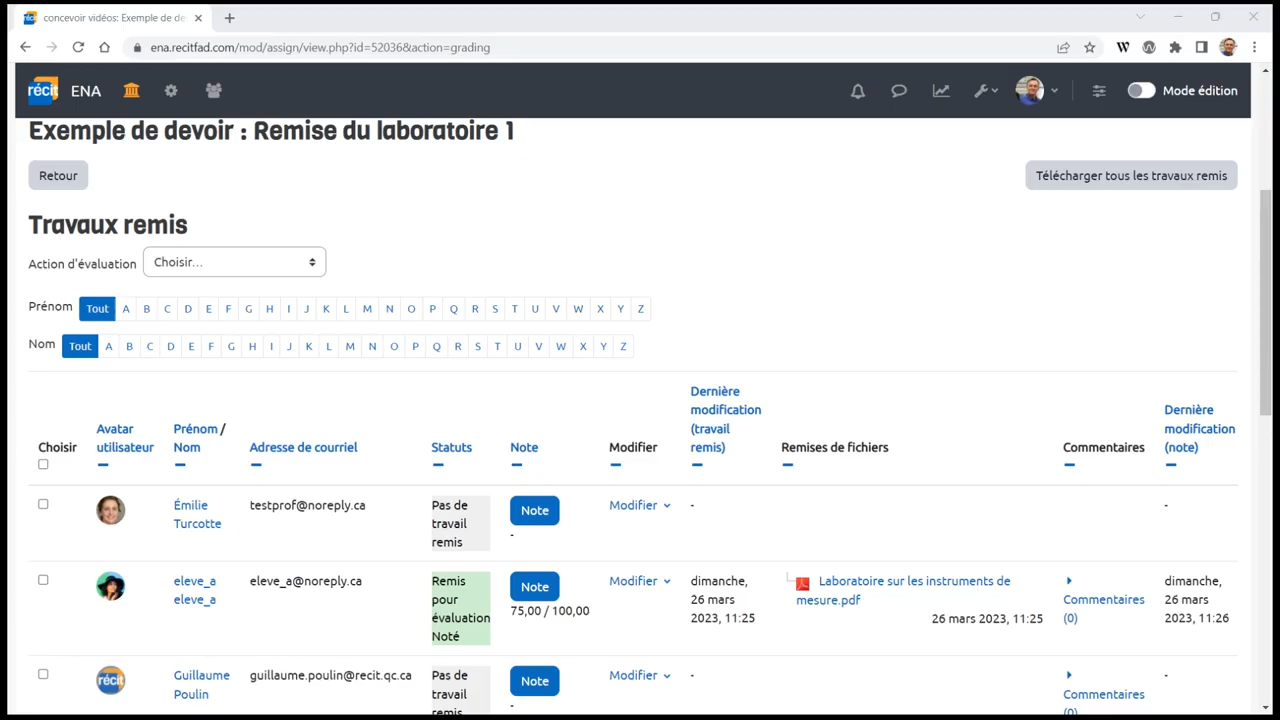 concevoir vidéos: Exemple de de
ena.recitfad.com/mod/assign/view.php?id=52036&action=grading
récit ENA Mode édition
Exemple de devoir : Remise du laboratoire 1
Retour Télécharger tous les travaux remis
Travaux remis
Action d'évaluation Choisir...
Prénom Tout A B C D E F G H I J K L M N O P Q R S T U V W X Y Z
Nom Tout A B C D E F G H I J K L M N O P Q R S T U V W X Y Z
Choisir
Avatar
utilisateur
Prénom /
Nom
Adresse de courriel
Statuts
Note
Modifier
Dernière
modification
(travail
remis)
Remises de fichiers
Commentaires
Dernière
modification
(note)
Émilie
Turcotte
testprof@noreply.ca
Pas de
travail
remis
Note
-
Modifier
-
-
eleve_a
eleve_a
eleve_a@noreply.ca
Remis
pour
évaluation
Noté
Note
75,00 / 100,00
Modifier
dimanche,
26 mars
2023, 11:25
Laboratoire sur les instruments de
mesure.pdf
26 mars 2023, 11:25
Commentaires
(0)
dimanche,
26 mars
2023, 11:26
récit
Guillaume
Poulin
guillaume.poulin@recit.qc.ca
Pas de
travail
remis
Note
-
Modifier
-
Commentaires
(0)
-